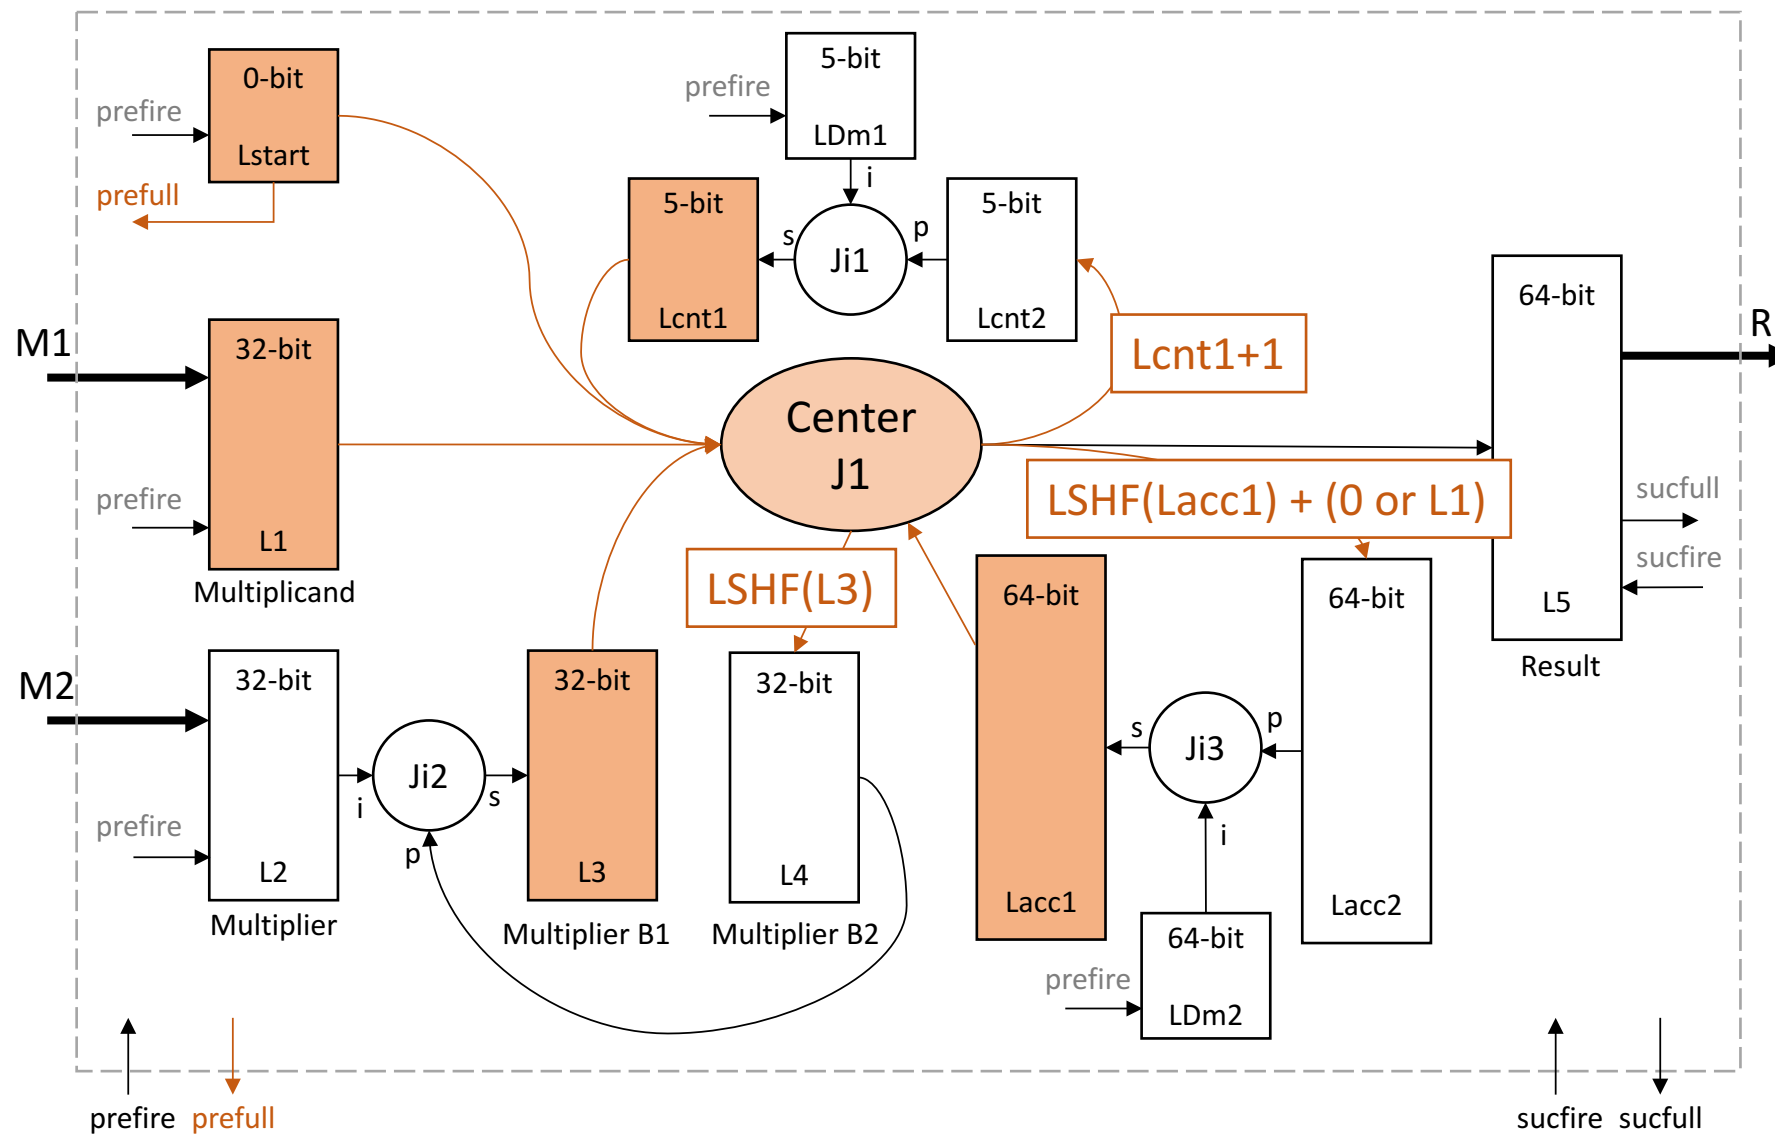 0-bit
prefire
Lstart
prefull
5-bit
prefire
LDm1
i
5-bit
s
Ji1
p
5-bit
Lcnt1
Lcnt2
Lcnt1+1
M1
32-bit
prefire
L1
Multiplicand
Center
J1
64-bit
R
LSHF(Lacc1) + (0 or L1)
sucfull
sucfire
L5
Result
LSHF(L3)
M2
32-bit
prefire
L2
Multiplier
i
Ji2
s
p
32-bit
L3
Multiplier B1
32-bit
L4
Multiplier B2
64-bit
Lacc1
s
Ji3
p
i
64-bit
Lacc2
64-bit
prefire
LDm2
prefire
prefull
sucfire
sucfull